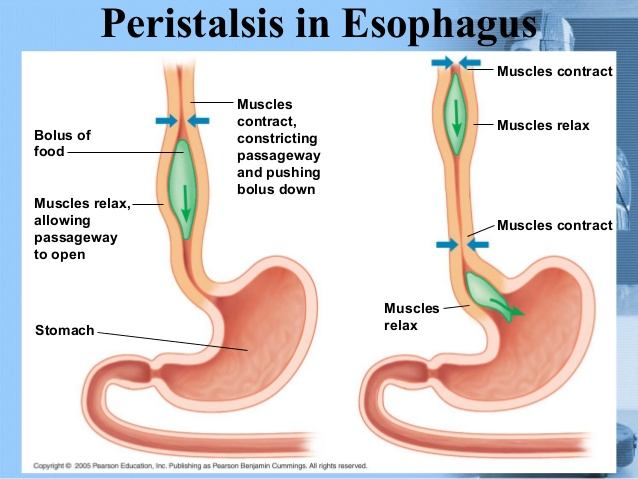 Peristalsis in Esophagus
Bolus of
food
Muscles relax,
allowing
passageway
to open
Stomach
Muscles
contract,
constricting
passageway
and pushing
bolus down
Muscles contract
Muscles relax
Muscles contract
Muscles
relax
Copyright © 2005 Pearson Education, Inc. Publishing as Pearson Benjamin Cummings. All rights reserved.